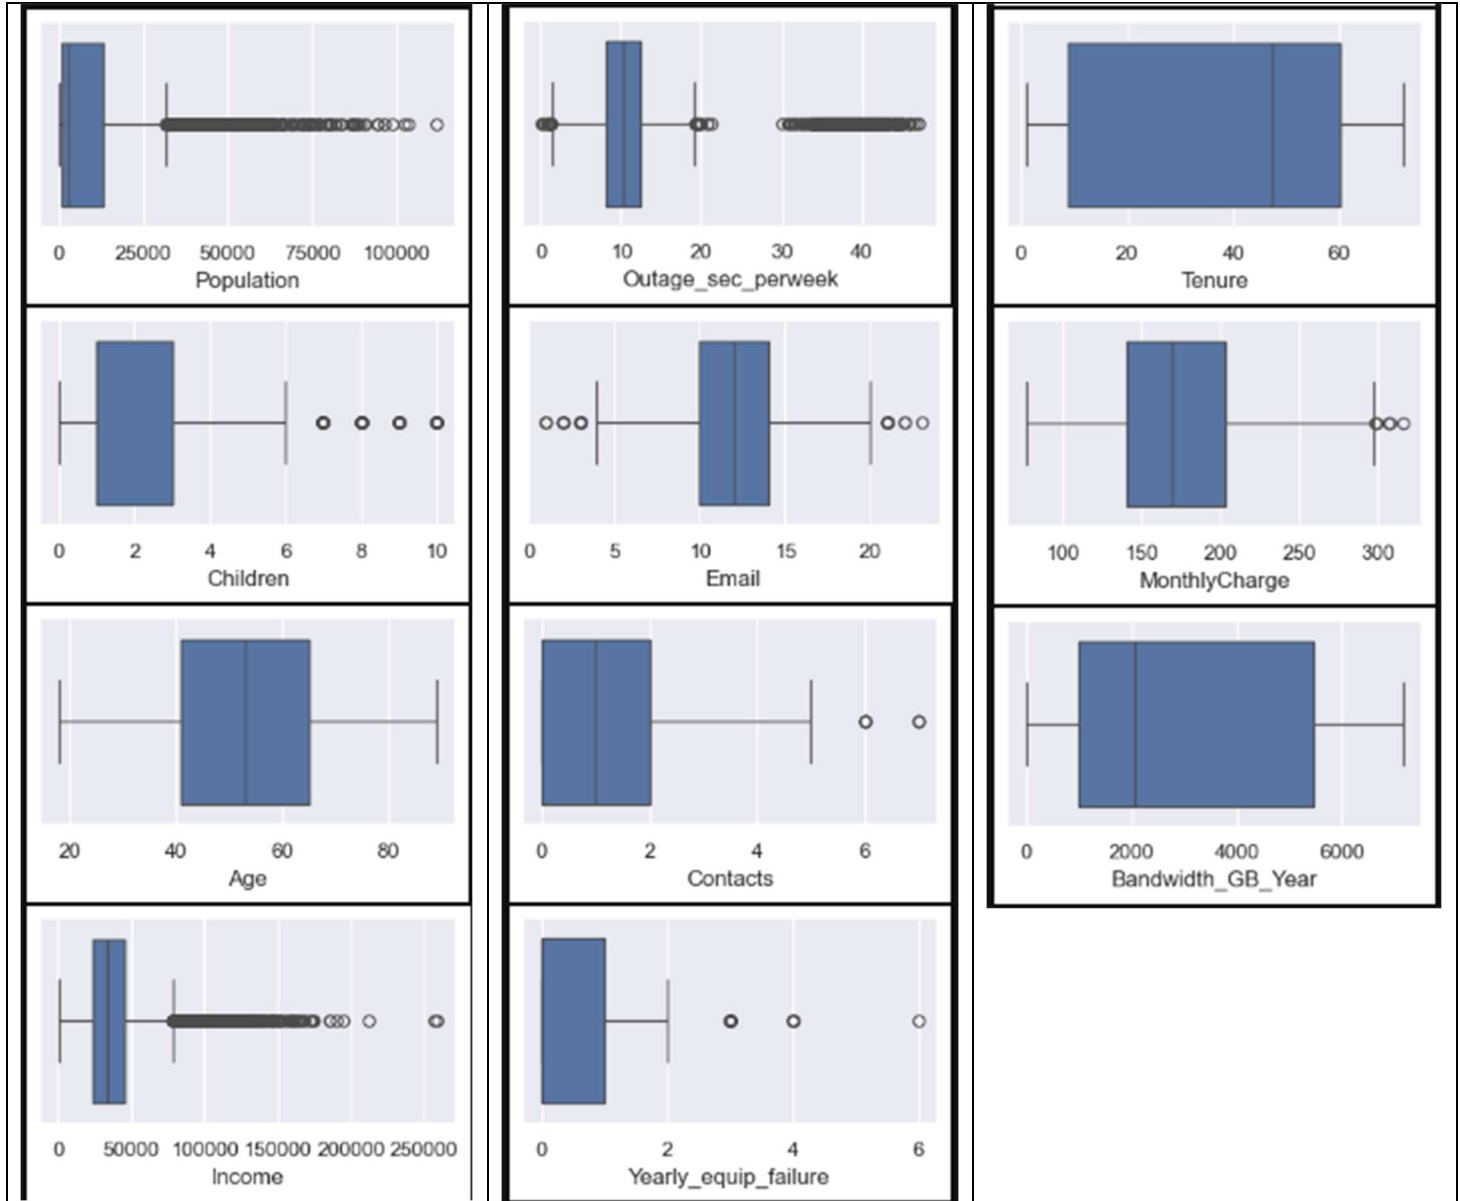 0 25000 50000 75000 100000
Population
0 2 4 6 8 10
Children
20 40 60 80
Age
0 50000 100000 150000 200000 250000
Income
0 10 20 30 40
Outage_sec_perweek
0 5 10 15 20
Email
0 2 4 6
Contacts
0 2 4 6
Yearly_equip_failure
0 20 40 60
Tenure
100 150 200 250 300
MonthlyCharge
0 2000 4000 6000
Bandwidth_GB_Year